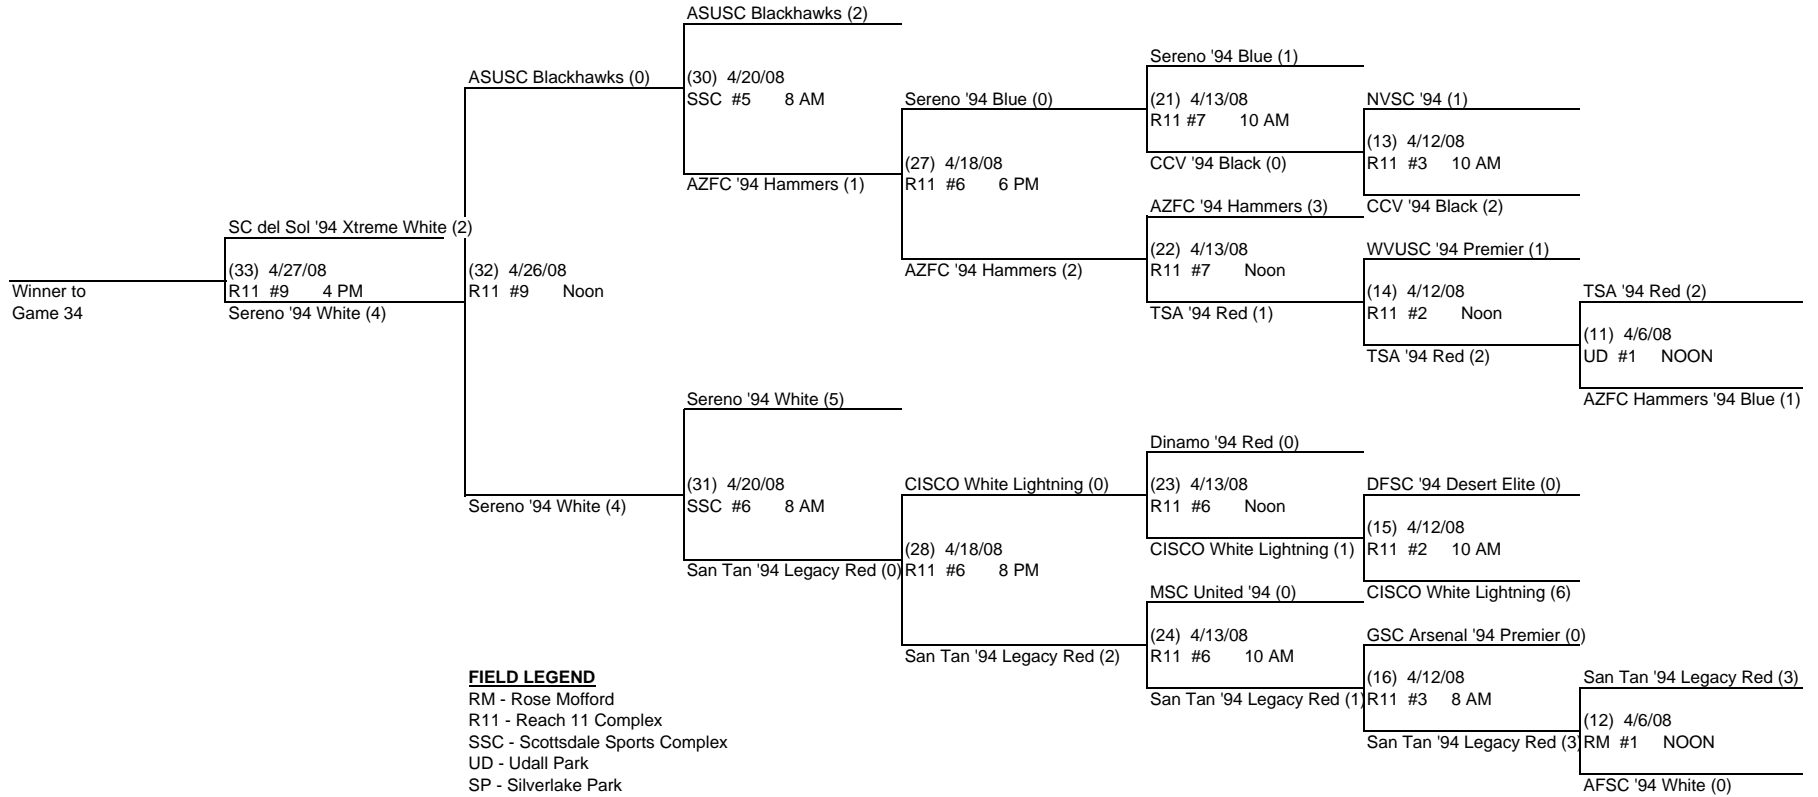 ASUSC Blackhawks (2)
ASUSC Blackhawks (0)
(30) 4/20/08
SSC #5 8 AM
AZFC '94 Hammers (1)
Sereno '94 Blue (1)
Sereno '94 Blue (0)
(21) 4/13/08
R11 #7 10 AM
NVSC '94 (1)
(13) 4/12/08
R11 #3 10 AM
(27) 4/18/08
R11 #6 6 PM
CCV '94 Black (0)
CCV '94 Black (2)
AZFC '94 Hammers (3)
SC del Sol '94 Xtreme White (2)
(22) 4/13/08
R11 #7 Noon
WVUSC '94 Premier (1)
AZFC '94 Hammers (2)
(33) 4/27/08
R11 #9 4 PM
(32) 4/26/08
R11 #9 Noon
Winner to
Game 34
Sereno '94 White (4)
TSA '94 Red (1)
(14) 4/12/08
R11 #2 Noon
TSA '94 Red (2)
TSA '94 Red (2)
(11) 4/6/08
UD #1 NOON
AZFC Hammers '94 Blue (1)
Sereno '94 White (5)
Dinamo '94 Red (0)
Sereno '94 White (4)
(31) 4/20/08
SSC #6 8 AM
CISCO White Lightning (0)
(23) 4/13/08
R11 #6 Noon
DFSC '94 Desert Elite (0)
(15) 4/12/08
R11 #2 10 AM
CISCO White Lightning (1)
(28) 4/18/08
R11 #6 8 PM
San Tan '94 Legacy Red (0)
MSC United '94 (0)
CISCO White Lightning (6)
(24) 4/13/08
R11 #6 10 AM
GSC Arsenal '94 Premier (0)
San Tan '94 Legacy Red (2)
San Tan '94 Legacy Red (1)
(16) 4/12/08
R11 #3 8 AM
San Tan '94 Legacy Red (3)
San Tan '94 Legacy Red (3)
(12) 4/6/08
RM #1 NOON
AFSC '94 White (0)
FIELD LEGEND
RM - Rose Mofford
R11 - Reach 11 Complex
SSC - Scottsdale Sports Complex
UD - Udall Park
SP - Silverlake Park